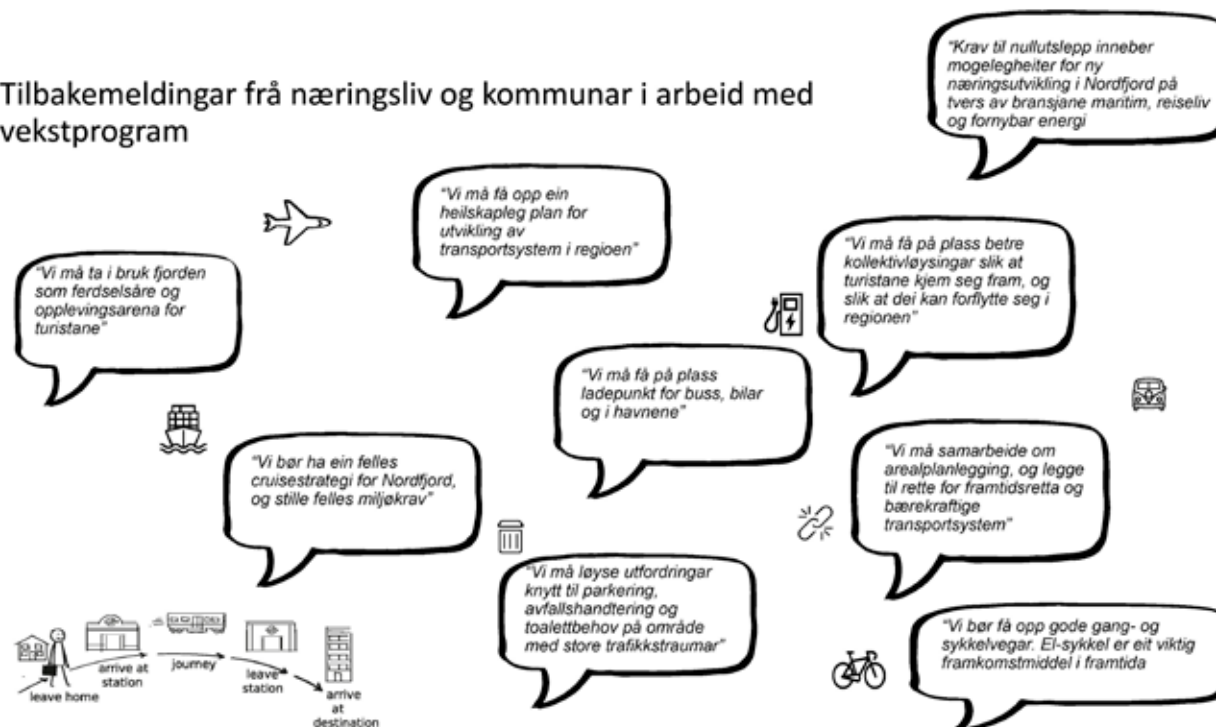 Tilbakemeldingar frå næringsliv og kommunar i arbeid med
vekstprogram
"Krav til nullutslepp inneber
mogelegheiter for ny
næringsutvikling i Nordfjord på
tvers av bransjane maritim, reiseliv
og fornybar energi
"Vi må få opp ein
heilskapleg plan for
utvikling av
transportsystem i regioen"
"Vi må ta i bruk fjorden
som ferdselsåre og
opplevingsarena for
turistane"
"Vi må få på plass betre
kollektivløysingar slik at
turistane kjem seg fram, og
slik at dei kan forflytte seg i
regionen"
"Vi må få på plass
ladepunkt for buss, bilar
og i havnene"
"Vi bør ha ein felles
cruisestrategi for Nordfjord,
og stille felles miljøkrav"
"Vi må samarbeide om
arealplanlegging, og legge
til rette for framtidsretta og
bærekraftige
transportsystem"
"Vi må løyse utfordringar
knytt til parkering,
avfallshandtering og
toalettbehov på område
med store trafikkstraumar"
"Vi bør få opp gode gang- og
sykkelvegar. El-sykkel er eit viktig
framkomstmiddel i framtida
leave home
arrive at
station
journey
leave
station
arrive
at
destination